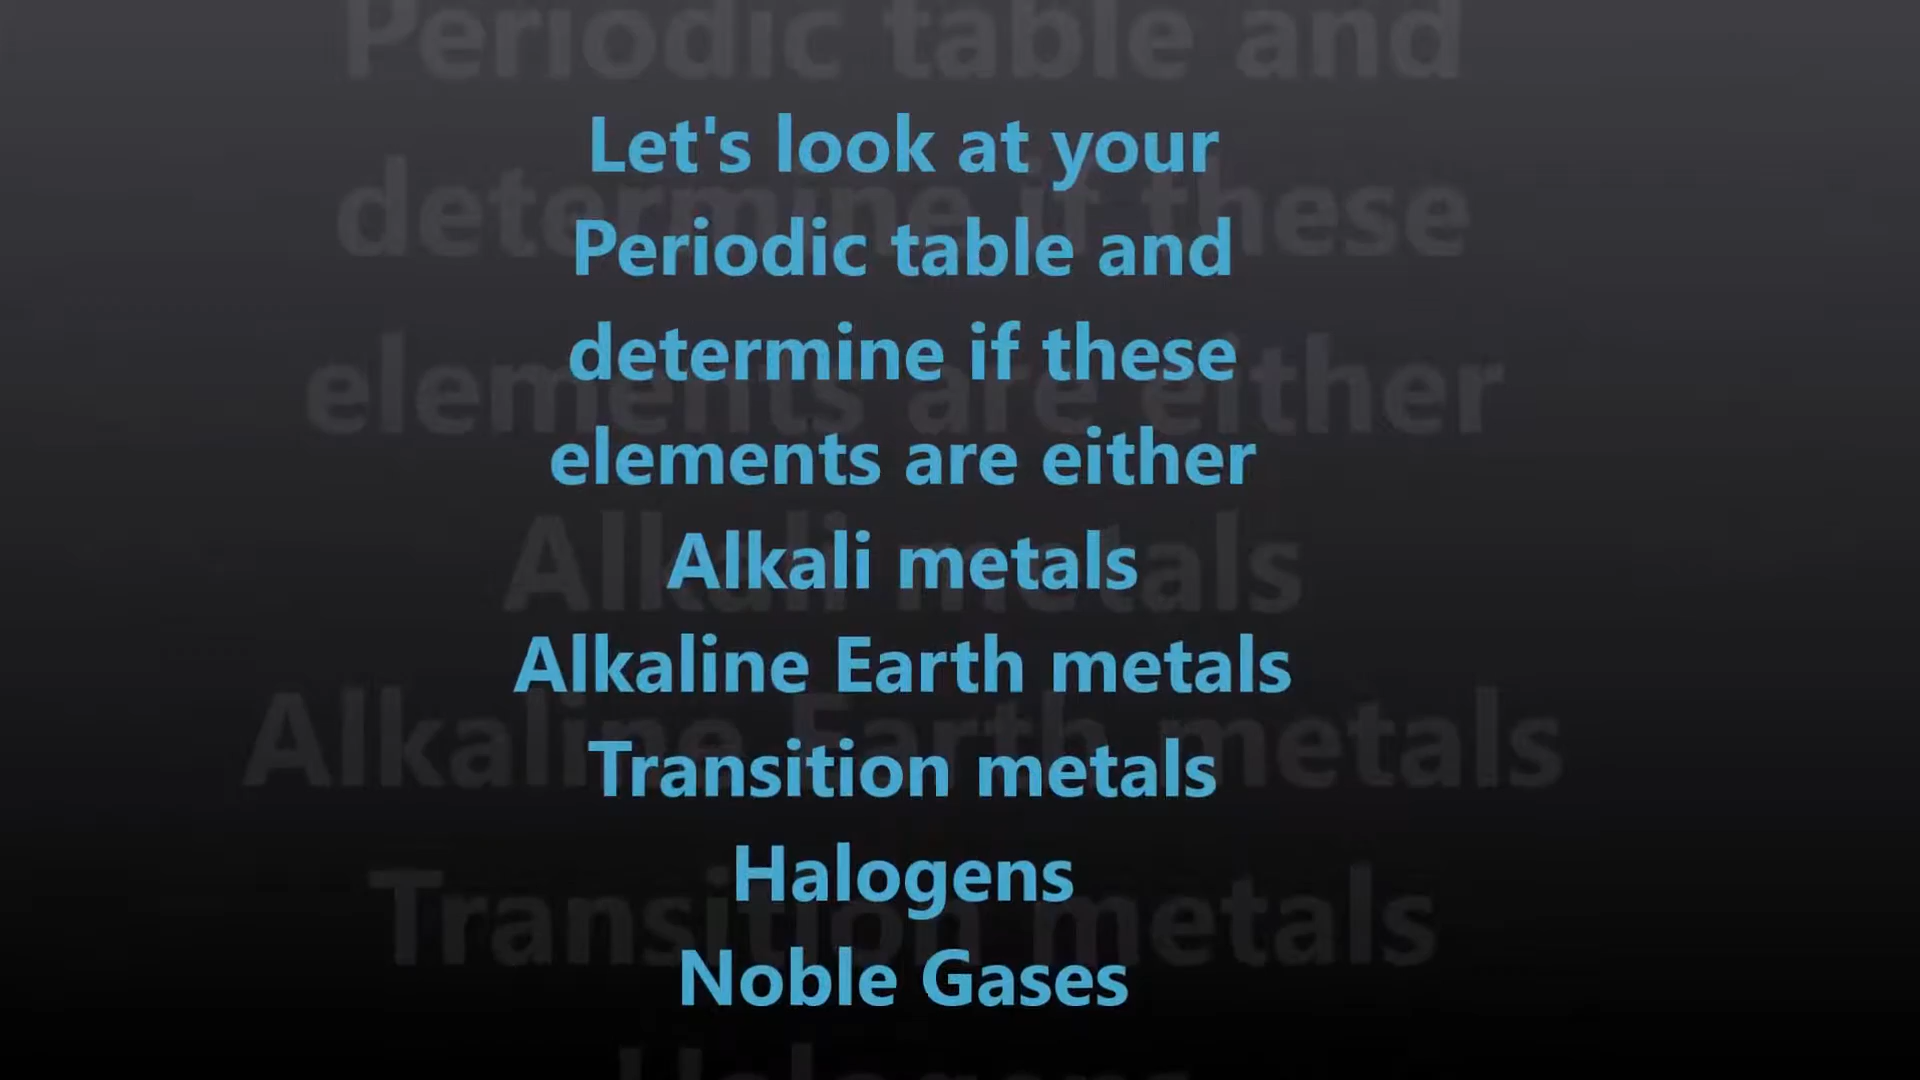 Let's look at your
Periodic table and
determine if these
elements are either
Alkali metals
Alkaline Earth metals
Transition metals
Halogens
Noble Gases